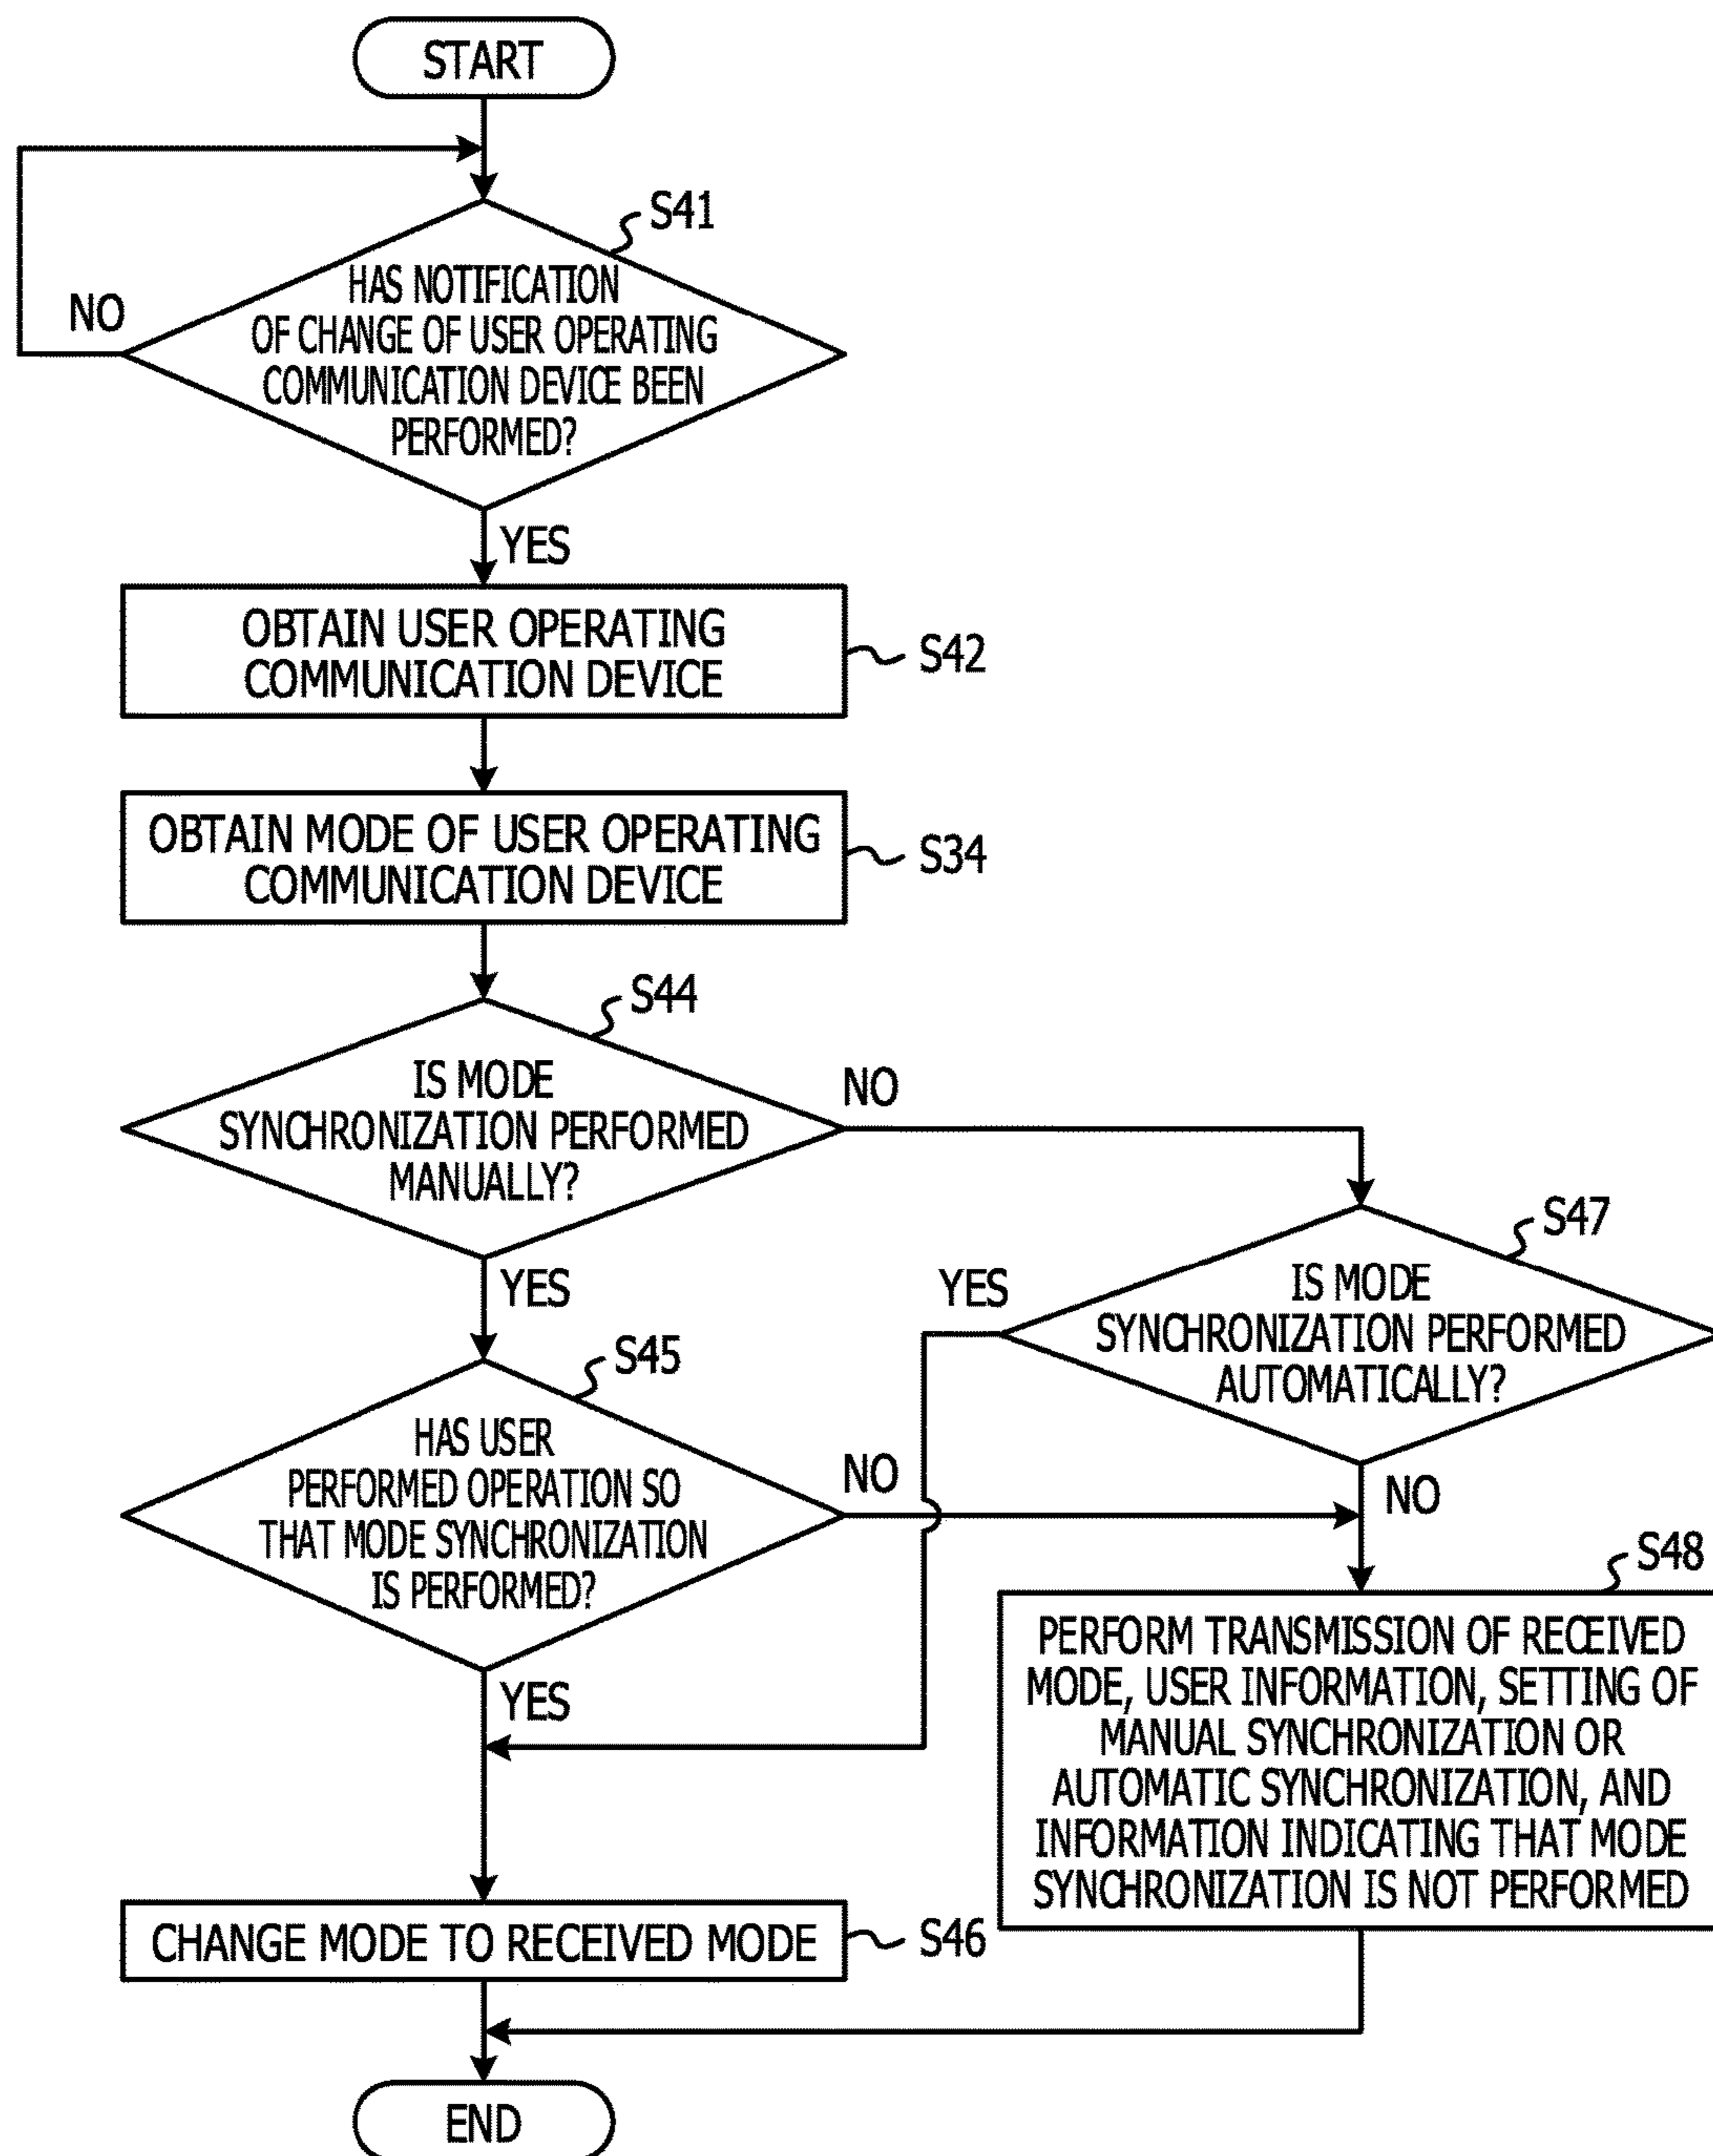 START
S41
HAS NOTIFICATION
OF CHANGE OF USER OPERATING
COMMUNICATION DEVICE BEEN
PERFORMED?
NO
YES
OBTAIN USER OPERATING
COMMUNICATION DEVICE
S42
OBTAIN MODE OF USER OPERATING
COMMUNICATION DEVICE
S34
S44
IS MODE
SYNCHRONIZATION PERFORMED
MANUALLY?
NO
YES
S47
IS MODE
SYNCHRONIZATION PERFORMED
AUTOMATICALLY?
YES
NO
S45
HAS USER
PERFORMED OPERATION SO
THAT MODE SYNCHRONIZATION
IS PERFORMED?
NO
YES
S48
PERFORM TRANSMISSION OF RECEIVED
MODE, USER INFORMATION, SETTING OF
MANUAL SYNCHRONIZATION OR
AUTOMATIC SYNCHRONIZATION, AND
INFORMATION INDICATING THAT MODE
SYNCHRONIZATION IS NOT PERFORMED
CHANGE MODE TO RECEIVED MODE
S46
END